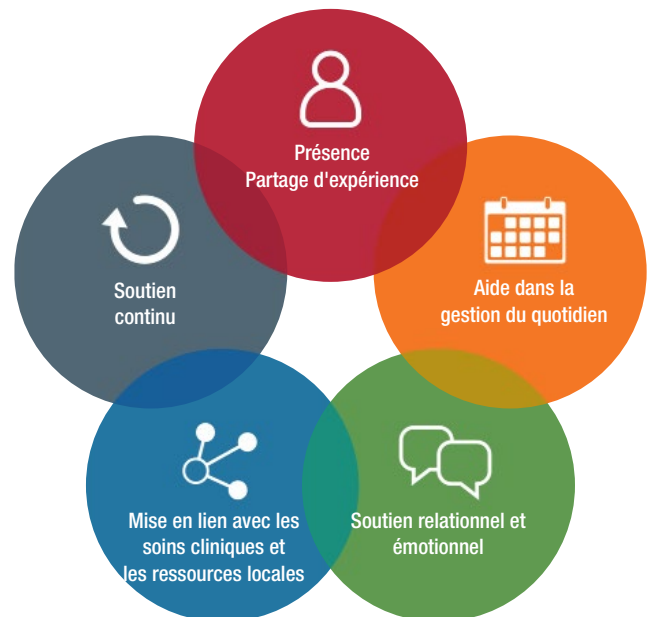 Présence
Partage d'expérience
Soutien
continu
Aide dans la
gestion du quotidien
Mise en lien avec les
soins cliniques et
les ressources locales
Soutien relationnel et
émotionnel